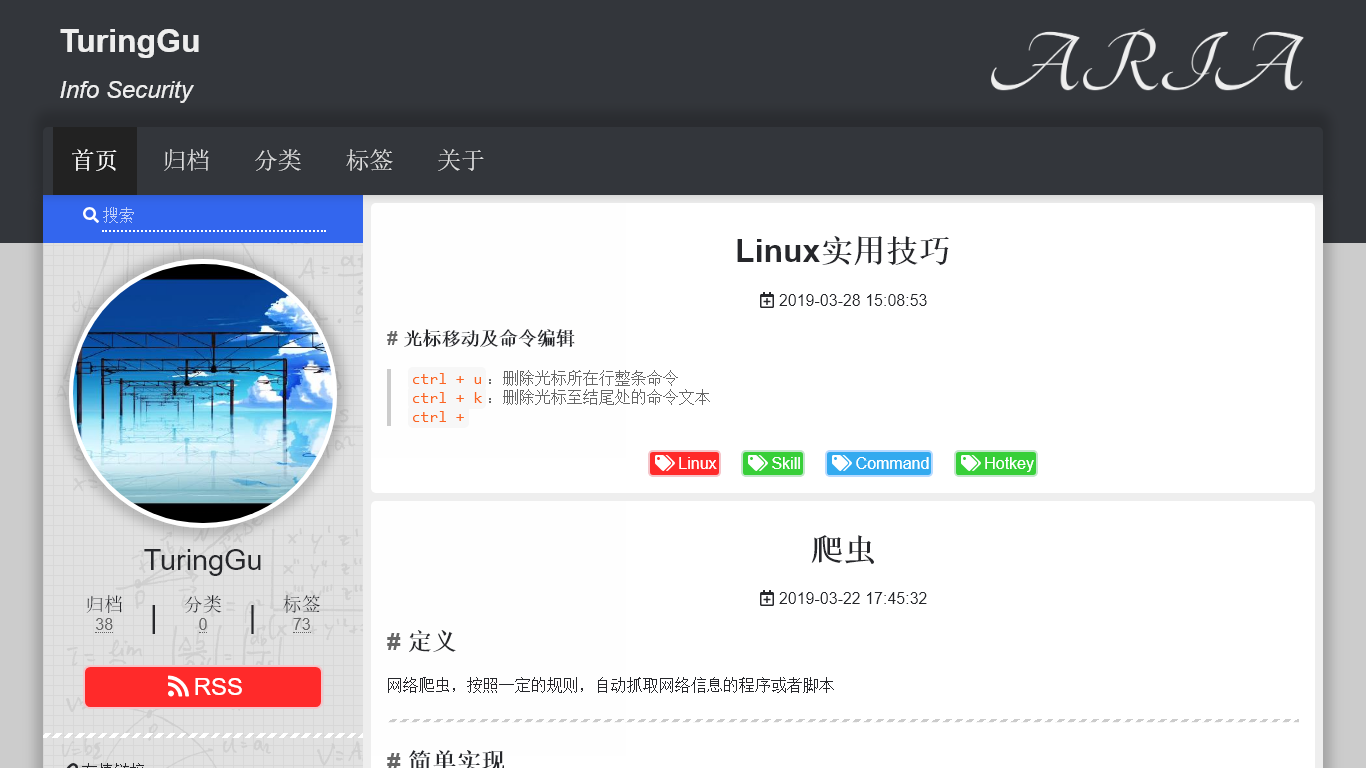 TuringGu
Info Security
ARIA
首页 归档 分类 标签 关于
搜索
TuringGu
归档 分类 标签
38 | 0 | 73
RSS
Linux实用技巧
2019-03-28 15:08:53
# 光标移动及命令编辑
ctrl + u：删除光标所在行整条命令
ctrl + k：删除光标至结尾处的命令文本
ctrl +
Linux Skill Command Hotkey
爬虫
2019-03-22 17:45:32
# 定义
网络爬虫，按照一定的规则，自动抓取网络信息的程序或者脚本
# 简单实现